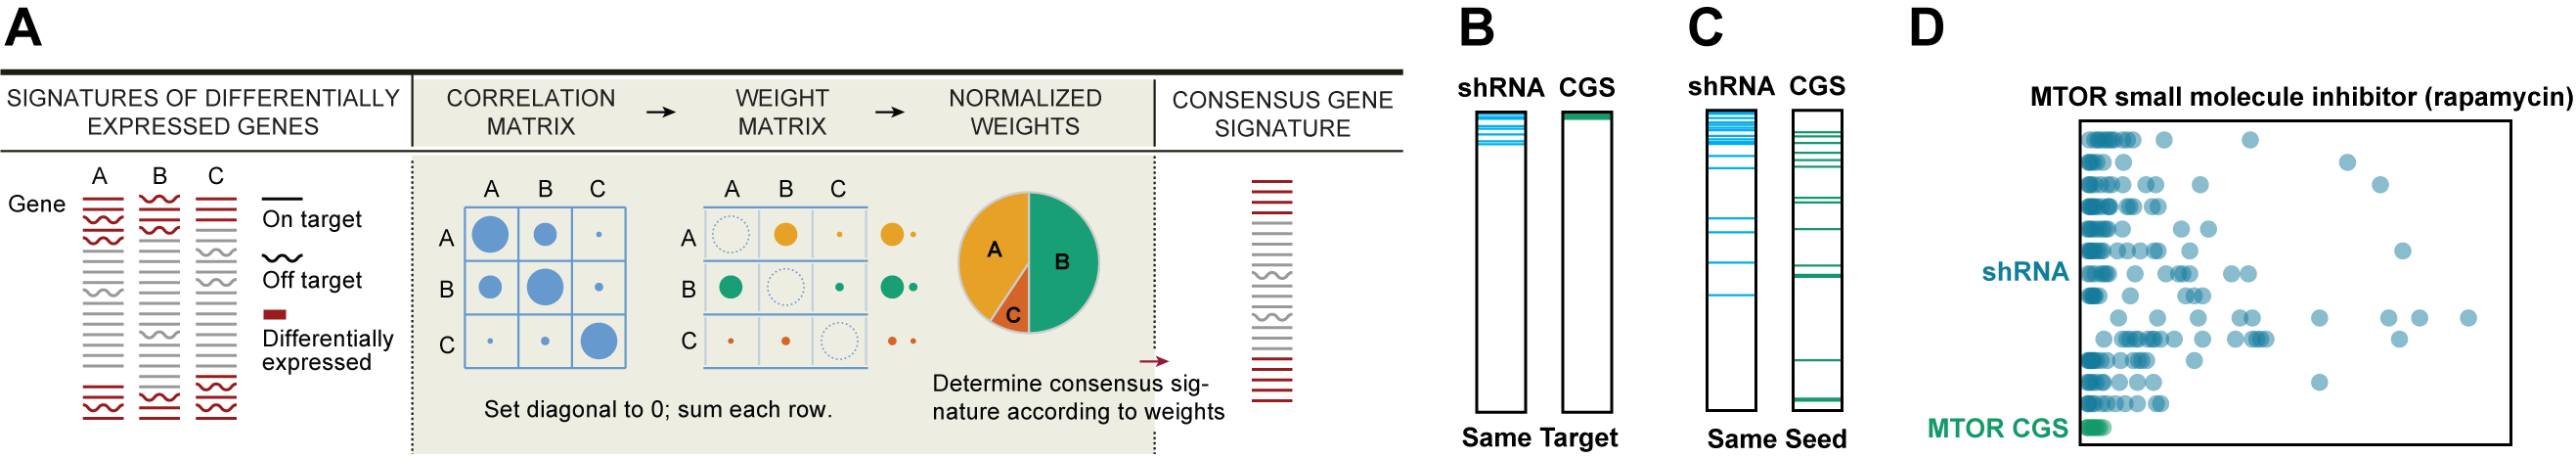 A
SIGNATURES OF DIFFERENTIALLY
EXPRESSED GENES
CORRELATION
MATRIX
WEIGHT
MATRIX
NORMALIZED
WEIGHTS
CONSENSUS GENE
SIGNATURE
A B C
Gene
On target
Off target
Differentially
expressed
A B C
A
B
C
A B C
A
B
C
Set diagonal to 0; sum each row.
A
B
C
Determine consensus sig-
nature according to weights
B
shRNA CGS
Same Target
C
shRNA CGS
Same Seed
D
MTOR small molecule inhibitor (rapamycin)
shRNA
MTOR CGS